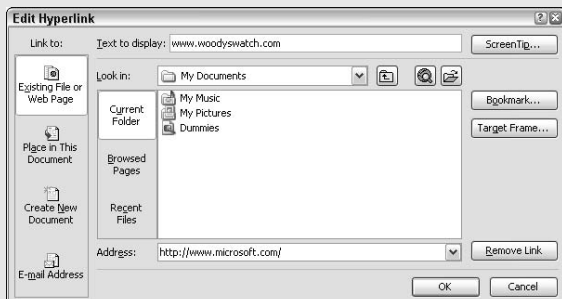 Edit Hyperlink
Link to:
Text to display: www.woodyswatch.com
ScreenTip...
Existing File or
Web Page
Look in: My Documents
Current
Folder
My Music
My Pictures
Dummies
Bookmark...
Target Frame...
Place in This
Document
Browsed
Pages
Create New
Document
Recent
Files
E-mail Address
Address: http://www.microsoft.com/
Remove Link
OK
Cancel